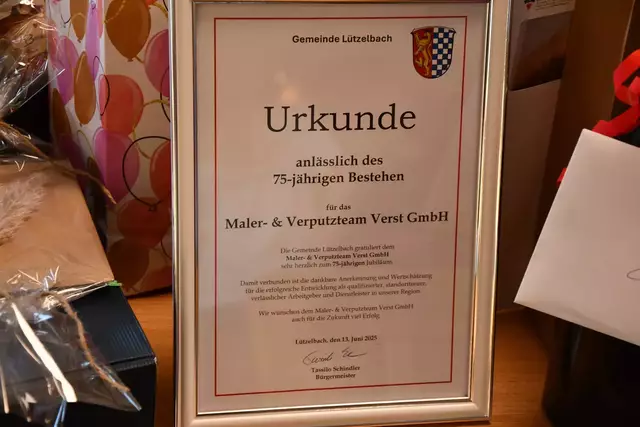 Gemeinde Lützelbach
Urkunde
anlässlich des
75-jährigen Bestehen
für das
Maler- & Verputzteam Verst GmbH
Die Gemeinde Lützelbach gratuliert dem
Maler- & Verputzteam Verst GmbH
sehr herzlich zum 75-jährigen Jubiläum.
Damit verbunden ist die dankbare Anerkennung und Wertschätzung
für die erfolgreiche Entwicklung als qualifizierter, standorttreuer,
verlässlicher Arbeitgeber und Dienstleister in unserer Region.
Wir wünschen dem Maler- & Verputzteam Verst GmbH
auch für die Zukunft viel Erfolg.
Lützelbach, den 13. Juni 2025
Tassilo Schindler
Bürgermeister